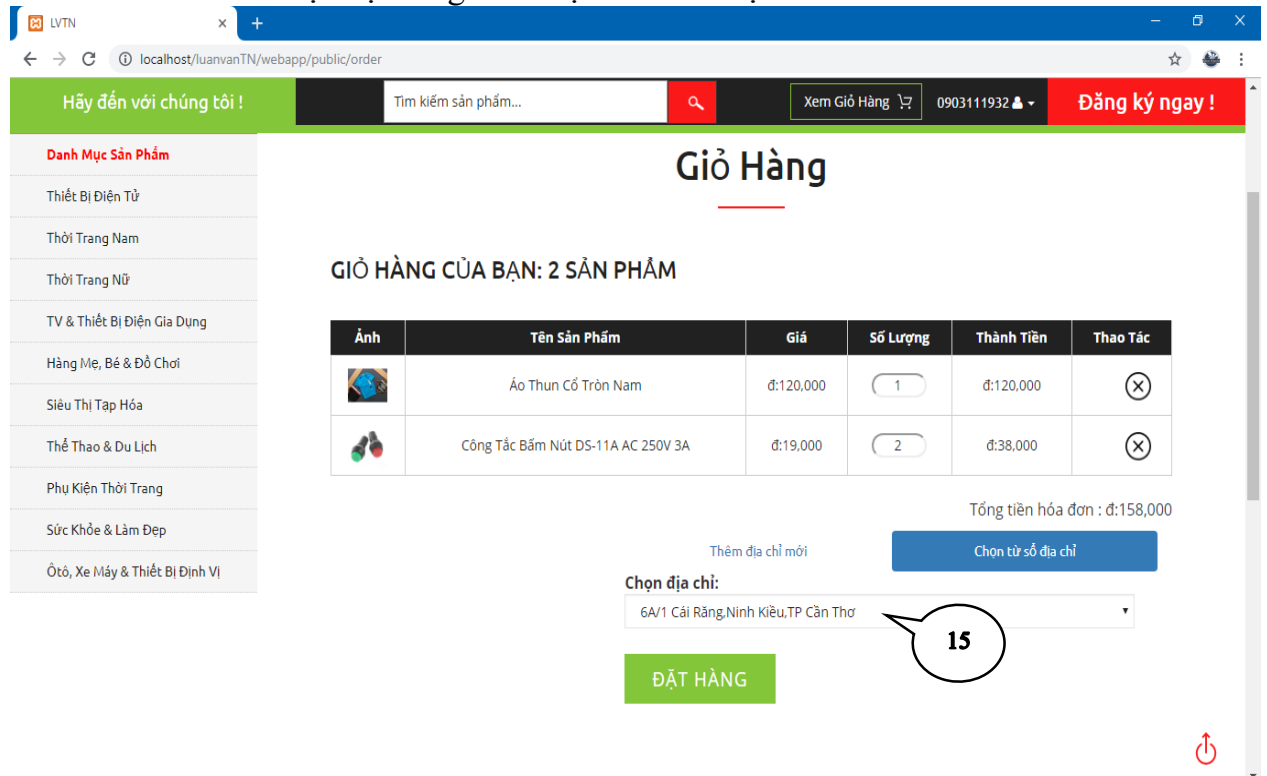 LVTN
localhost/luanvanTN/webapp/public/order
Hãy đến với chúng tôi !
Tìm kiếm sản phẩm...
Xem Giỏ Hàng
0903111932
Đăng ký ngay !
Danh Mục Sản Phẩm
Thiết Bị Điện Tử
Thời Trang Nam
Thời Trang Nữ
TV & Thiết Bị Điện Gia Dụng
Hàng Mẹ, Bé & Đồ Chơi
Siêu Thị Tạp Hóa
Thể Thao & Du Lịch
Phụ Kiện Thời Trang
Sức Khỏe & Làm Đẹp
Ôtô, Xe Máy & Thiết Bị Định Vị
Giỏ Hàng
GIỎ HÀNG CỦA BẠN: 2 SẢN PHẨM
Ảnh Tên Sản Phẩm Giá Số Lượng Thành Tiền Thao Tác
Áo Thun Cổ Tròn Nam đ:120,000 1 đ:120,000
Công Tắc Bấm Nút DS-11A AC 250V 3A đ:19,000 2 đ:38,000
Tổng tiền hóa đơn : đ:158,000
Thêm địa chỉ mới Chọn từ sổ địa chỉ
Chọn địa chỉ:
6A/1 Cái Răng,Ninh Kiều,TP Cần Thơ
15
ĐẶT HÀNG